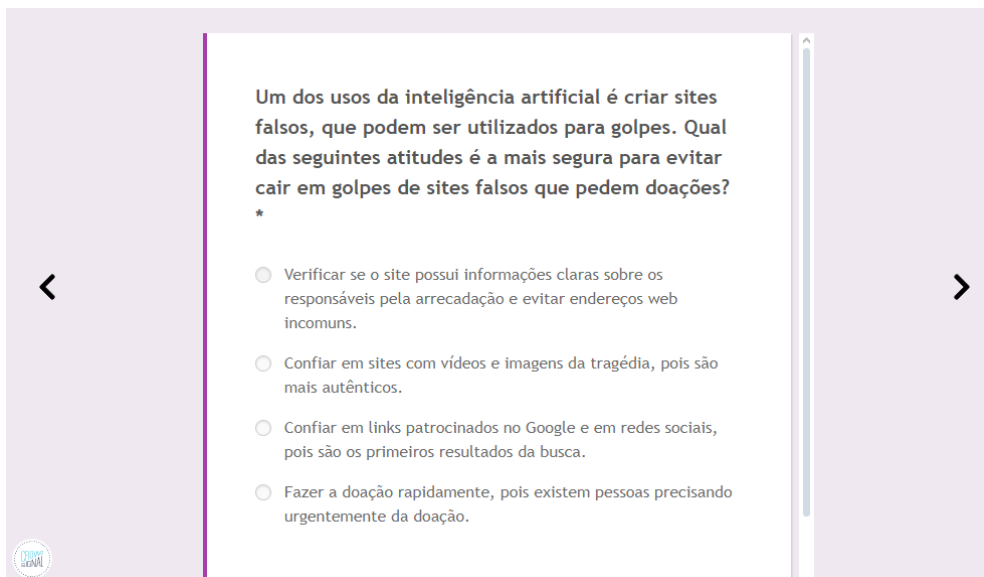 Um dos usos da inteligência artificial é criar sites
falsos, que podem ser utilizados para golpes. Qual
das seguintes atitudes é a mais segura para evitar
cair em golpes de sites falsos que pedem doações?
*
Verificar se o site possui informações claras sobre os
responsáveis pela arrecadação e evitar endereços web
incomuns.
Confiar em sites com vídeos e imagens da tragédia, pois são
mais autênticos.
Confiar em links patrocinados no Google e em redes sociais,
pois são os primeiros resultados da busca.
Fazer a doação rapidamente, pois existem pessoas precisando
urgentemente da doação.